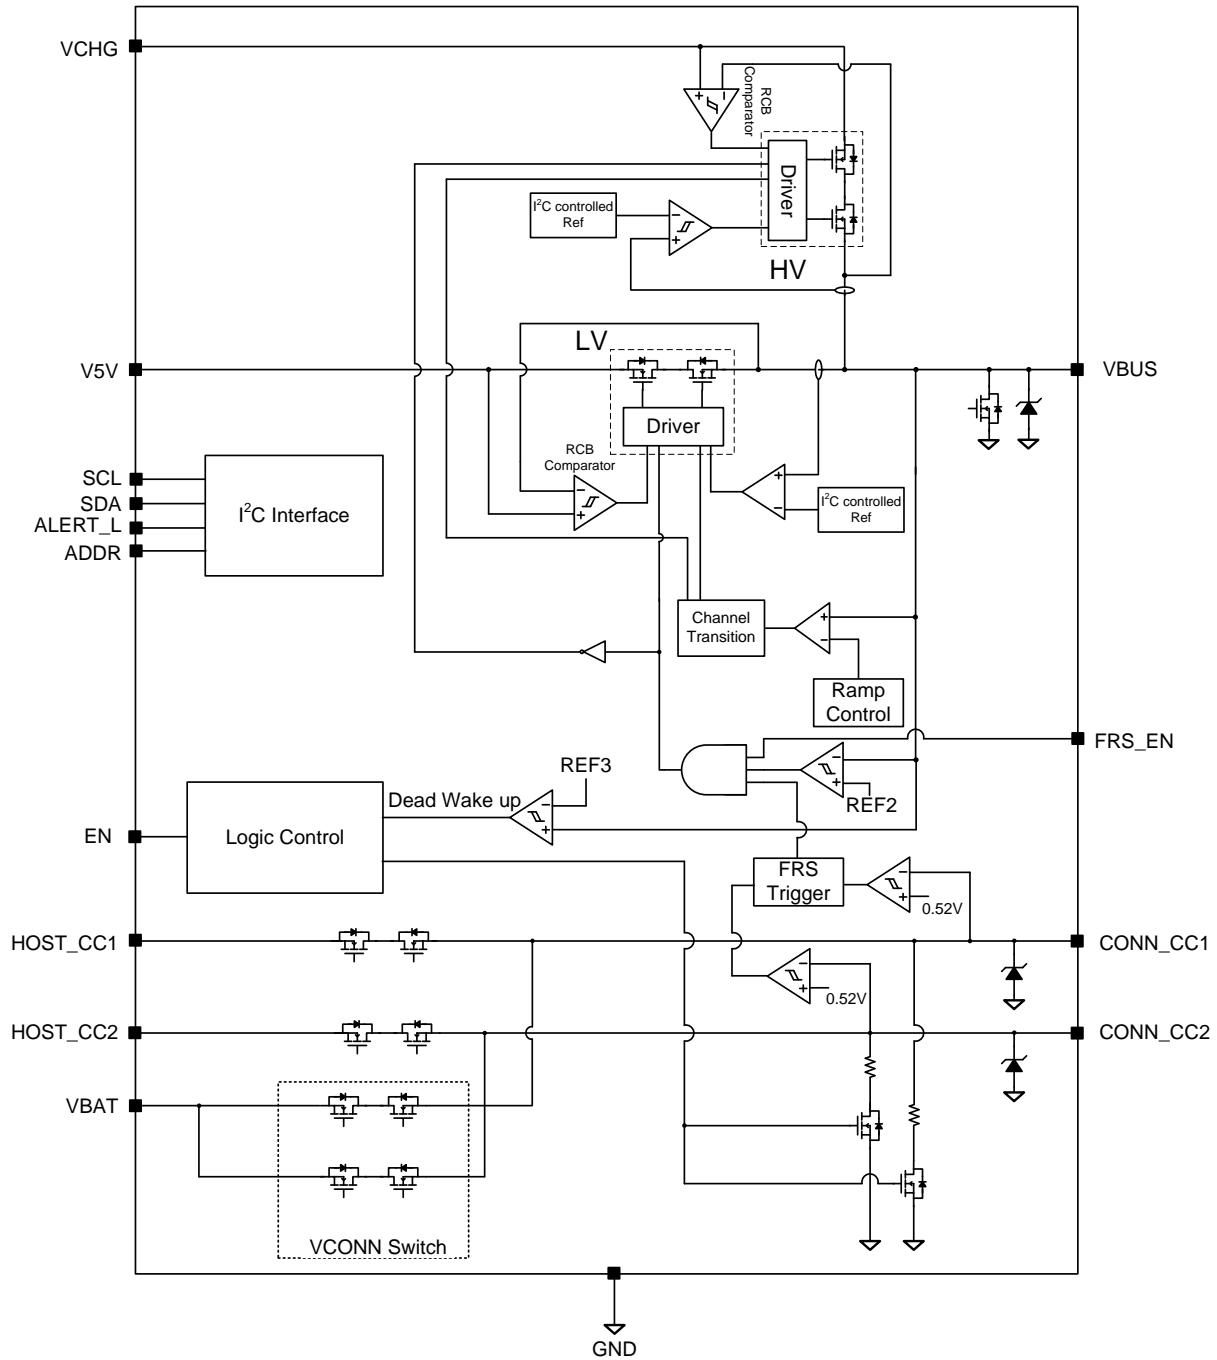 VCHG
RCB
Comparator
+
−
Driver
I²C controlled
Ref
−
+
HV
LV
V5V
VBUS
Driver
RCB
Comparator
−
+
+
−
I²C controlled
Ref
SCL
SDA
ALERT_L
ADDR
I²C Interface
Channel
Transition
+
−
Ramp
Control
FRS_EN
−
+
REF2
REF3
Dead Wake up
−
+
EN
Logic Control
FRS
Trigger
−
+
0.52V
HOST_CC1
CONN_CC1
−
+
0.52V
HOST_CC2
CONN_CC2
VBAT
VCONN Switch
GND